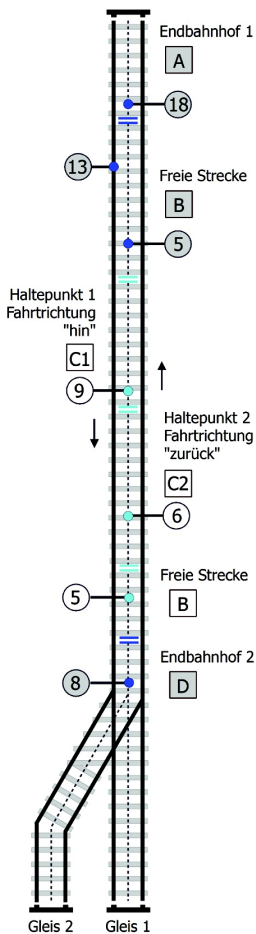 Endbahnhof 1
A
18
13
Freie Strecke
B
5
Haltepunkt 1
Fahrtrichtung
"hin"
C1
9
Haltepunkt 2
Fahrtrichtung
"zurück"
C2
6
Freie Strecke
5
B
Endbahnhof 2
8
D
Gleis 2
Gleis 1